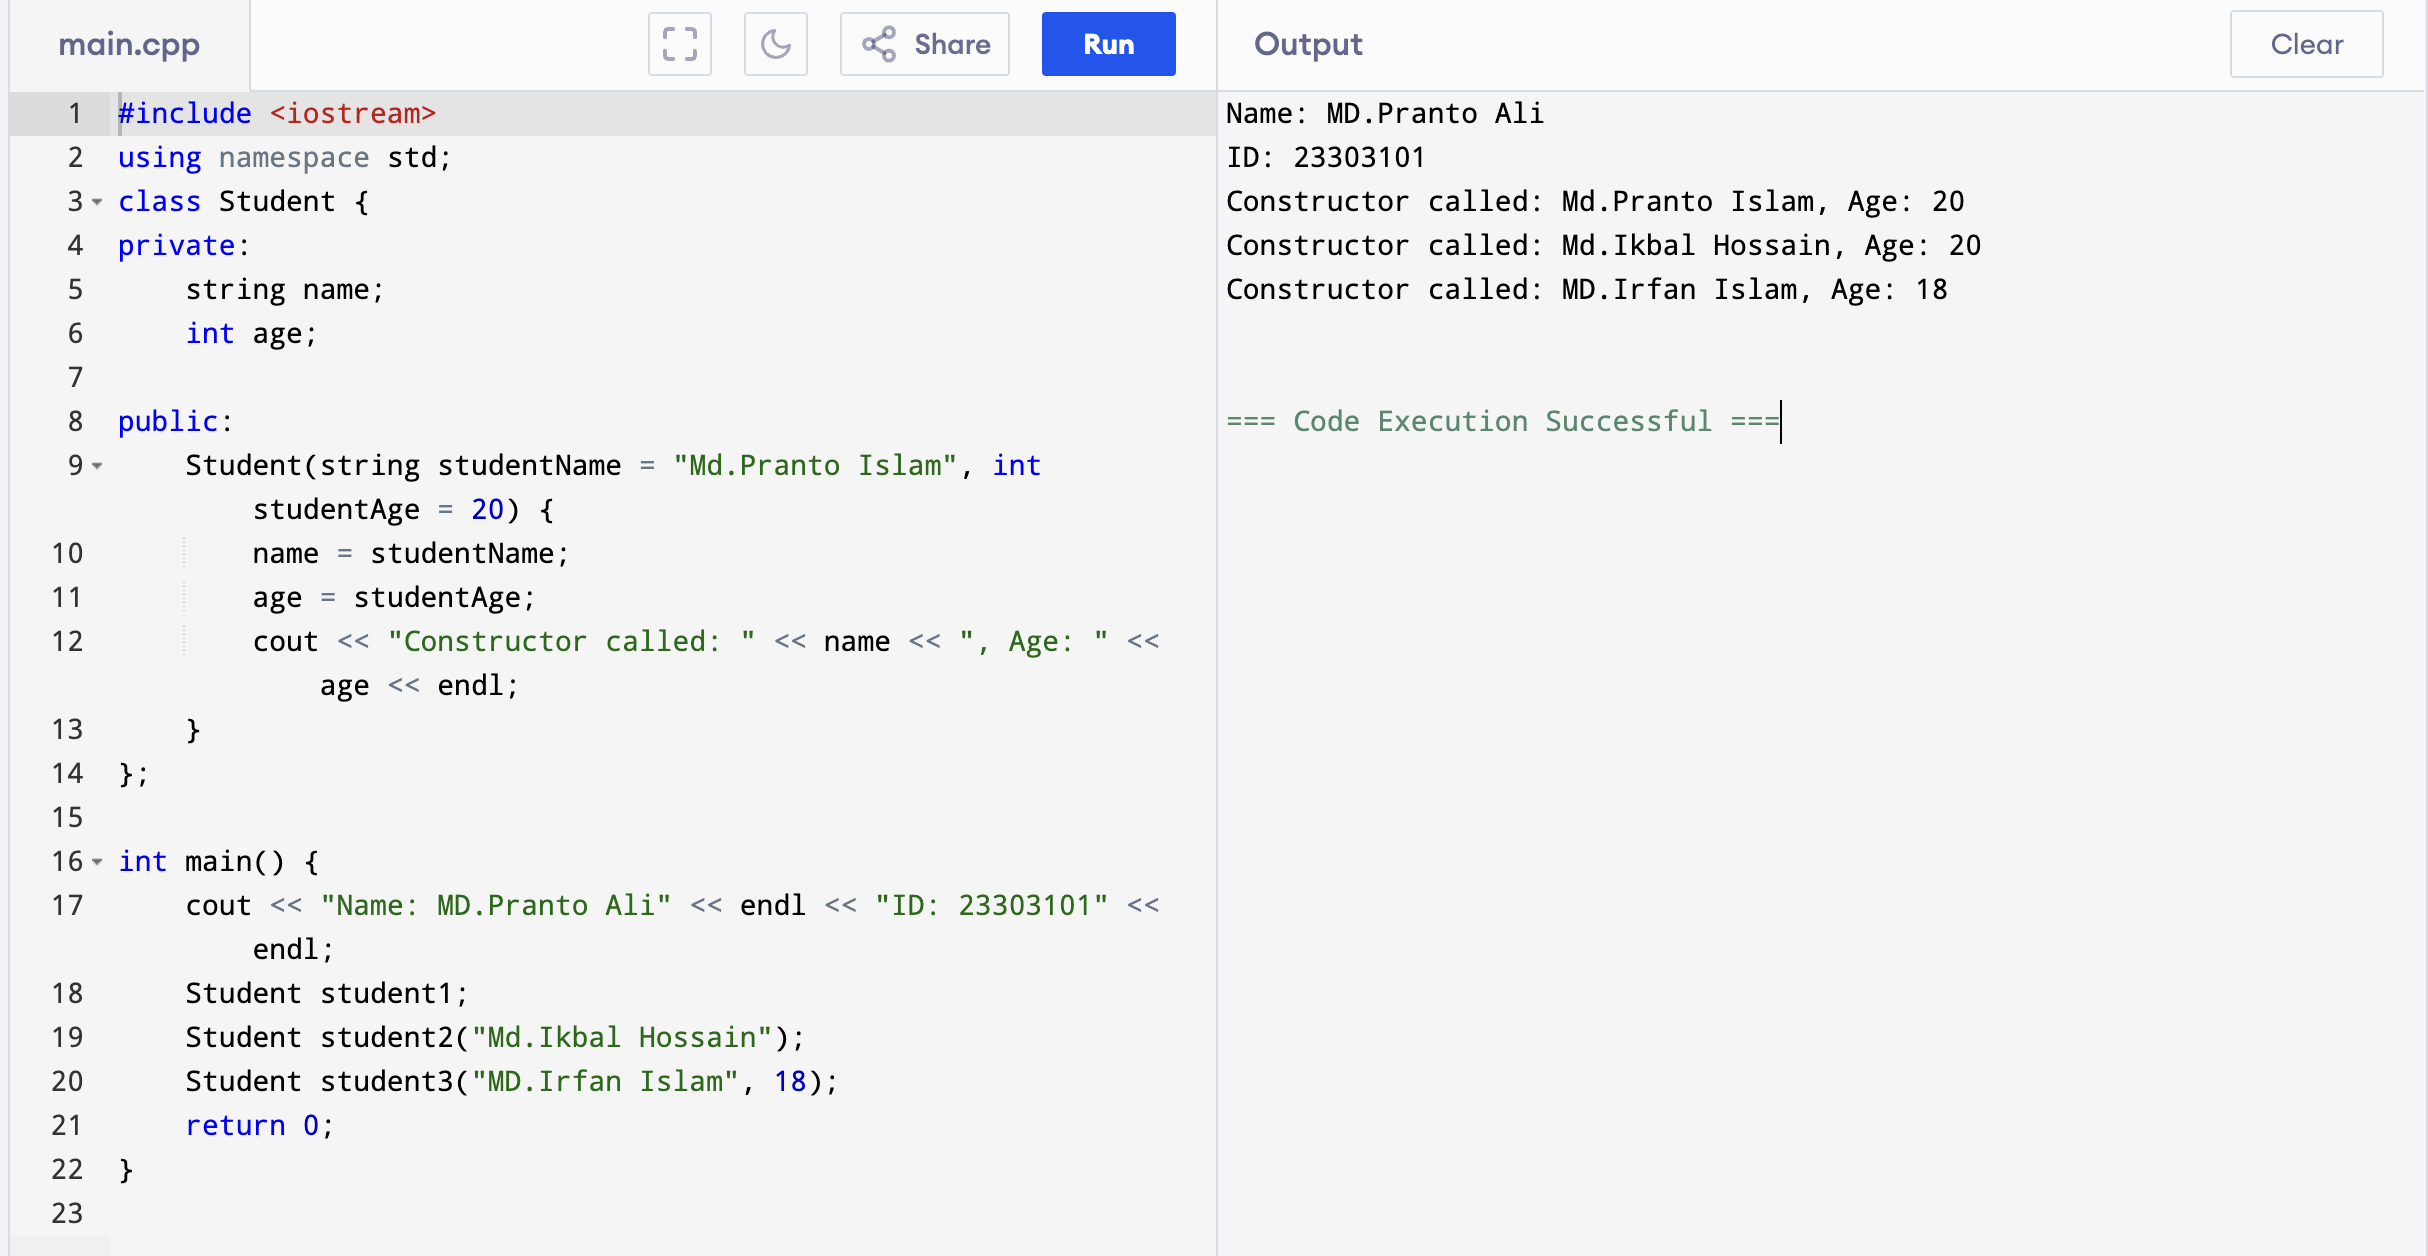 main.cpp
Share
Run
Output
Clear
1 #include <iostream>
2 using namespace std;
3 class Student {
4 private:
5     string name;
6     int age;
7
8 public:
9     Student(string studentName = "Md.Pranto Islam", int
        studentAge = 20) {
10        name = studentName;
11        age = studentAge;
12        cout << "Constructor called: " << name << ", Age: " <<
            age << endl;
13    }
14 };
15
16 int main() {
17    cout << "Name: MD.Pranto Ali" << endl << "ID: 23303101" <<
        endl;
18    Student student1;
19    Student student2("Md.Ikbal Hossain");
20    Student student3("MD.Irfan Islam", 18);
21    return 0;
22 }
23
Name: MD.Pranto Ali
ID: 23303101
Constructor called: Md.Pranto Islam, Age: 20
Constructor called: Md.Ikbal Hossain, Age: 20
Constructor called: MD.Irfan Islam, Age: 18
=== Code Execution Successful ===